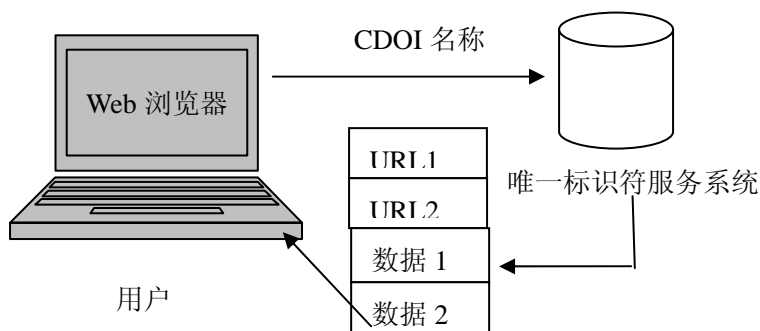 CDOI 名称
Web 浏览器
URL1
URL2
唯一标识符服务系统
数据 1
数据 2
用户